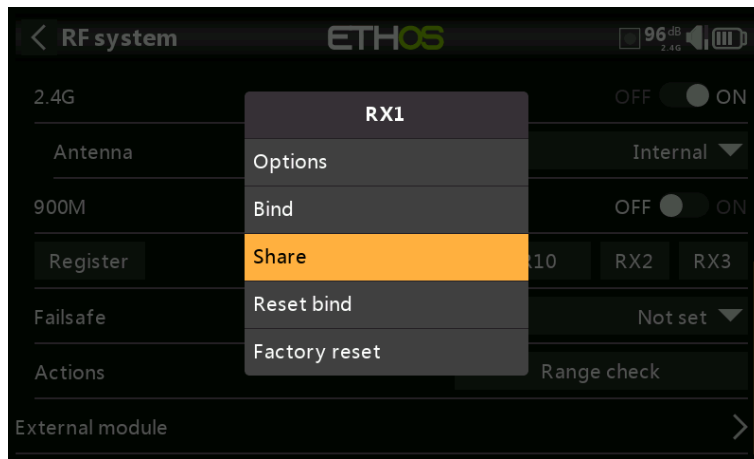 RF system ETHOS 96dB 2.4G
2.4G OFF ON
RX1
Antenna Internal
Options
900M OFF ON
Bind
Register R10 RX2 RX3
Share
Failsafe Not set
Reset bind
Factory reset
Actions Range check
External module